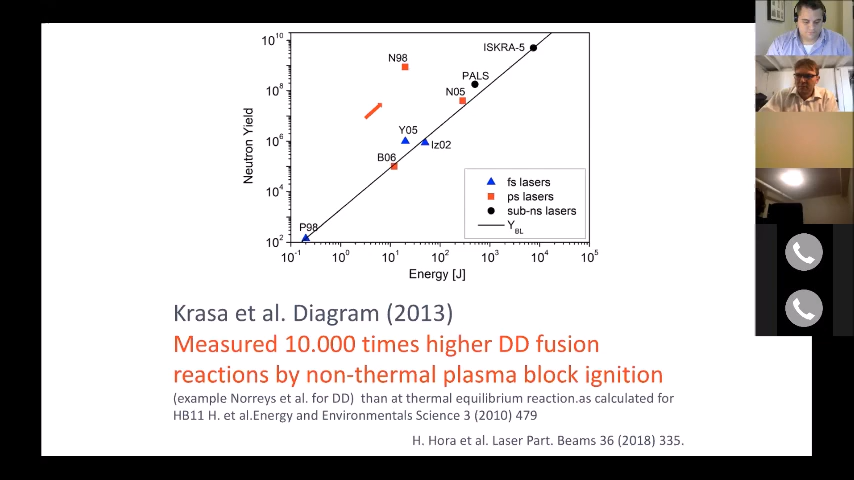 10^10
10^8
10^6
10^4
10^2
Neutron Yield
N98
ISKRA-5
PALS
N05
Y05
Iz02
B06
P98
fs lasers
ps lasers
sub-ns lasers
Y_BL
10^-1 10^0 10^1 10^2 10^3 10^4 10^5
Energy [J]
Krasa et al. Diagram (2013)
Measured 10.000 times higher DD fusion
reactions by non-thermal plasma block ignition
(example Norreys et al. for DD) than at thermal equilibrium reaction.as calculated for
HB11 H. et al.Energy and Environmentals Science 3 (2010) 479
H. Hora et al. Laser Part. Beams 36 (2018) 335.